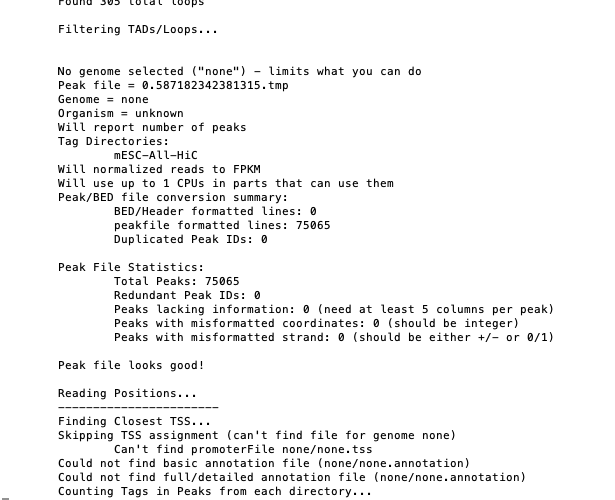 Found 305 total loops
Filtering TADs/Loops...
No genome selected ("none") - limits what you can do
Peak file = 0.587182342381315.tmp
Genome = none
Organism = unknown
Will report number of peaks
Tag Directories:
mESC-All-HiC
Will normalized reads to FPKM
Will use up to 1 CPUs in parts that can use them
Peak/BED file conversion summary:
BED/Header formatted lines: 0
peakfile formatted lines: 75065
Duplicated Peak IDs: 0
Peak File Statistics:
Total Peaks: 75065
Redundant Peak IDs: 0
Peaks lacking information: 0 (need at least 5 columns per peak)
Peaks with misformatted coordinates: 0 (should be integer)
Peaks with misformatted strand: 0 (should be either +/- or 0/1)
Peak file looks good!
Reading Positions...
-----------------------
Finding Closest TSS...
Skipping TSS assignment (can't find file for genome none)
Can't find promoterFile none/none.tss
Could not find basic annotation file (none/none.annotation)
Could not find full/detailed annotation file (none/none.annotation)
Counting Tags in Peaks from each directory...